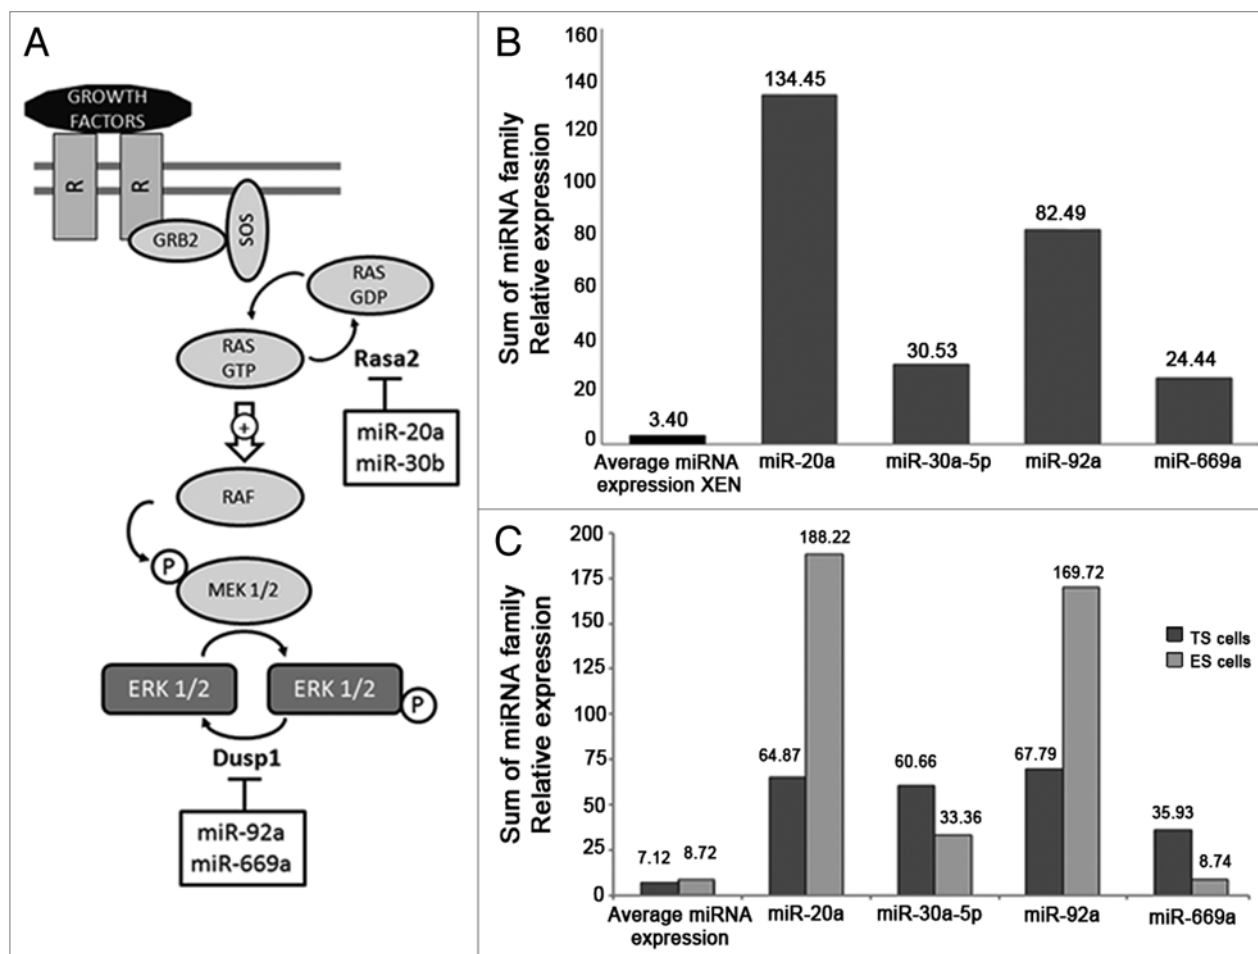 A
GROWTH
FACTORS
R
R
GRB2
SOS
RAS
GDP
RAS
GTP
Rasa2
+
miR-20a
miR-30b
RAF
P
MEK 1/2
ERK 1/2
ERK 1/2
P
Dusp1
miR-92a
miR-669a
B
Sum of miRNA family
Relative expression
160
140
120
100
80
60
40
20
0
3.40
134.45
30.53
82.49
24.44
Average miRNA
expression XEN
miR-20a
miR-30a-5p
miR-92a
miR-669a
C
Sum of miRNA family
Relative expression
200
175
150
125
100
75
50
25
0
7.12
8.72
64.87
188.22
60.66
33.36
67.79
169.72
35.93
8.74
TS cells
ES cells
Average miRNA
expression
miR-20a
miR-30a-5p
miR-92a
miR-669a